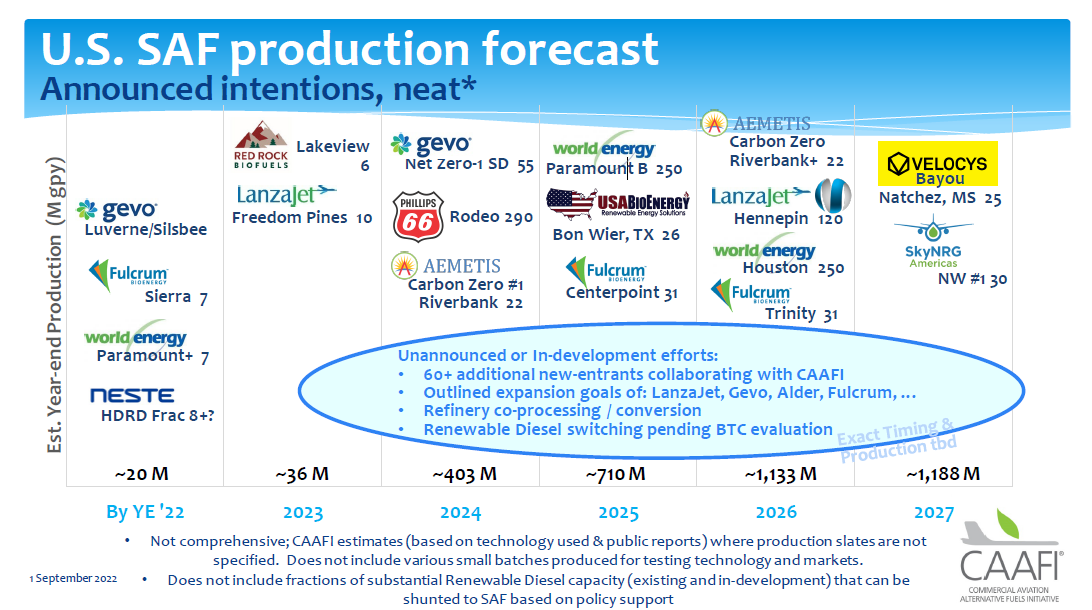 U.S. SAF production forecast
Announced intentions, neat*
Est. Year-end Production (M gpy)
gevo
Luverne/Silsbee
Fulcrum
BIOENERGY
Sierra 7
world energy
Paramount+ 7
NESTE
HDRD Frac 8+?
~20 M
By YE '22
RED ROCK
BIOFUELS
Lakeview
6
LanzaJet
Freedom Pines 10
~36 M
2023
gevo
Net Zero-1 SD 55
PHILLIPS
66
Rodeo 290
AEMETIS
Carbon Zero #1
Riverbank 22
~403 M
2024
world energy
Paramount B 250
USABIOENERGY
Renewable Energy Solutions
Bon Wier, TX 26
Fulcrum
BIOENERGY
Centerpoint 31
~710 M
2025
AEMETIS
Carbon Zero
Riverbank+ 22
LanzaJet
Hennepin 120
world energy
Houston 250
Fulcrum
BIOENERGY
Trinity 31
~1,133 M
2026
VELOCYS
Bayou
Natchez, MS 25
SkyNRG
Americas
NW #1 30
~1,188 M
2027
Unannounced or In-development efforts:
• 60+ additional new-entrants collaborating with CAAFI
• Outlined expansion goals of: LanzaJet, Gevo, Alder, Fulcrum, …
• Refinery co-processing / conversion
• Renewable Diesel switching pending BTC evaluation
Exact Timing &
Production tbd
• Not comprehensive; CAAFI estimates (based on technology used & public reports) where production slates are not
specified. Does not include various small batches produced for testing technology and markets.
• Does not include fractions of substantial Renewable Diesel capacity (existing and in-development) that can be
shunted to SAF based on policy support
1 September 2022
CAAFI®
COMMERCIAL AVIATION
ALTERNATIVE FUELS INITIATIVE